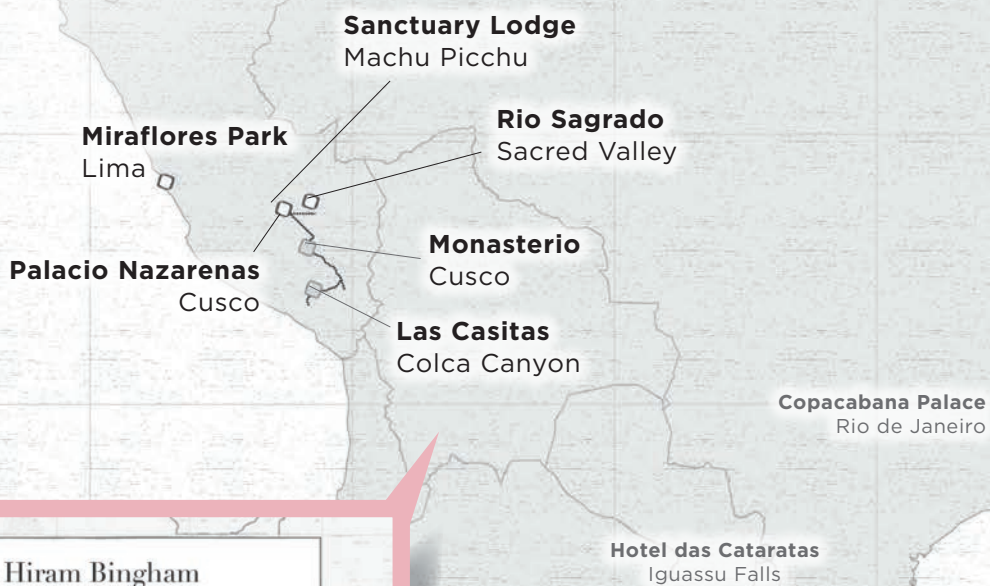 Sanctuary Lodge
Machu Picchu
Miraflores Park
Lima
Rio Sagrado
Sacred Valley
Palacio Nazarenas
Cusco
Monasterio
Cusco
Las Casitas
Colca Canyon
Copacabana Palace
Rio de Janeiro
Hotel das Cataratas
Iguassu Falls
Hiram Bingham